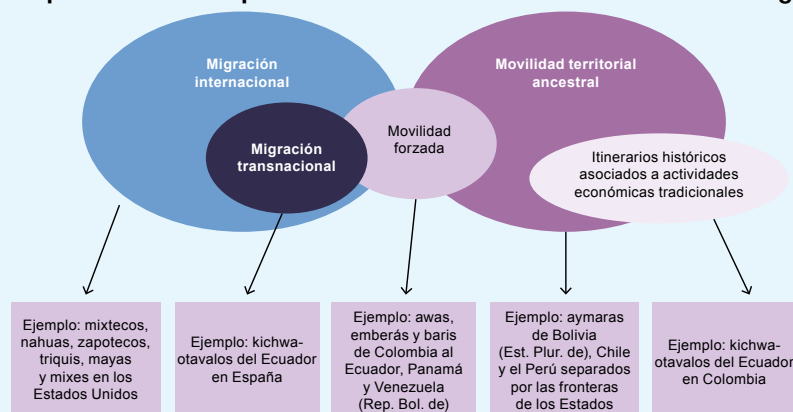 Migración
internacional
Movilidad territorial
ancestral
Migración
transnacional
Movilidad
forzada
Itinerarios históricos
asociados a actividades
económicas tradicionales
Ejemplo: mixtecos,
nahuas, zapotecos,
triquis, mayas
y mixes en los
Estados Unidos
Ejemplo: kichwa-
otavalos del Ecuador
en España
Ejemplo: awas,
emberás y baris
de Colombia al
Ecuador, Panamá
y Venezuela
(Rep. Bol. de)
Ejemplo: aymaras
de Bolivia
(Est. Plur. de), Chile
y el Perú separados
por las fronteras
de los Estados
Ejemplo: kichwa-
otavalos del Ecuador
en Colombia